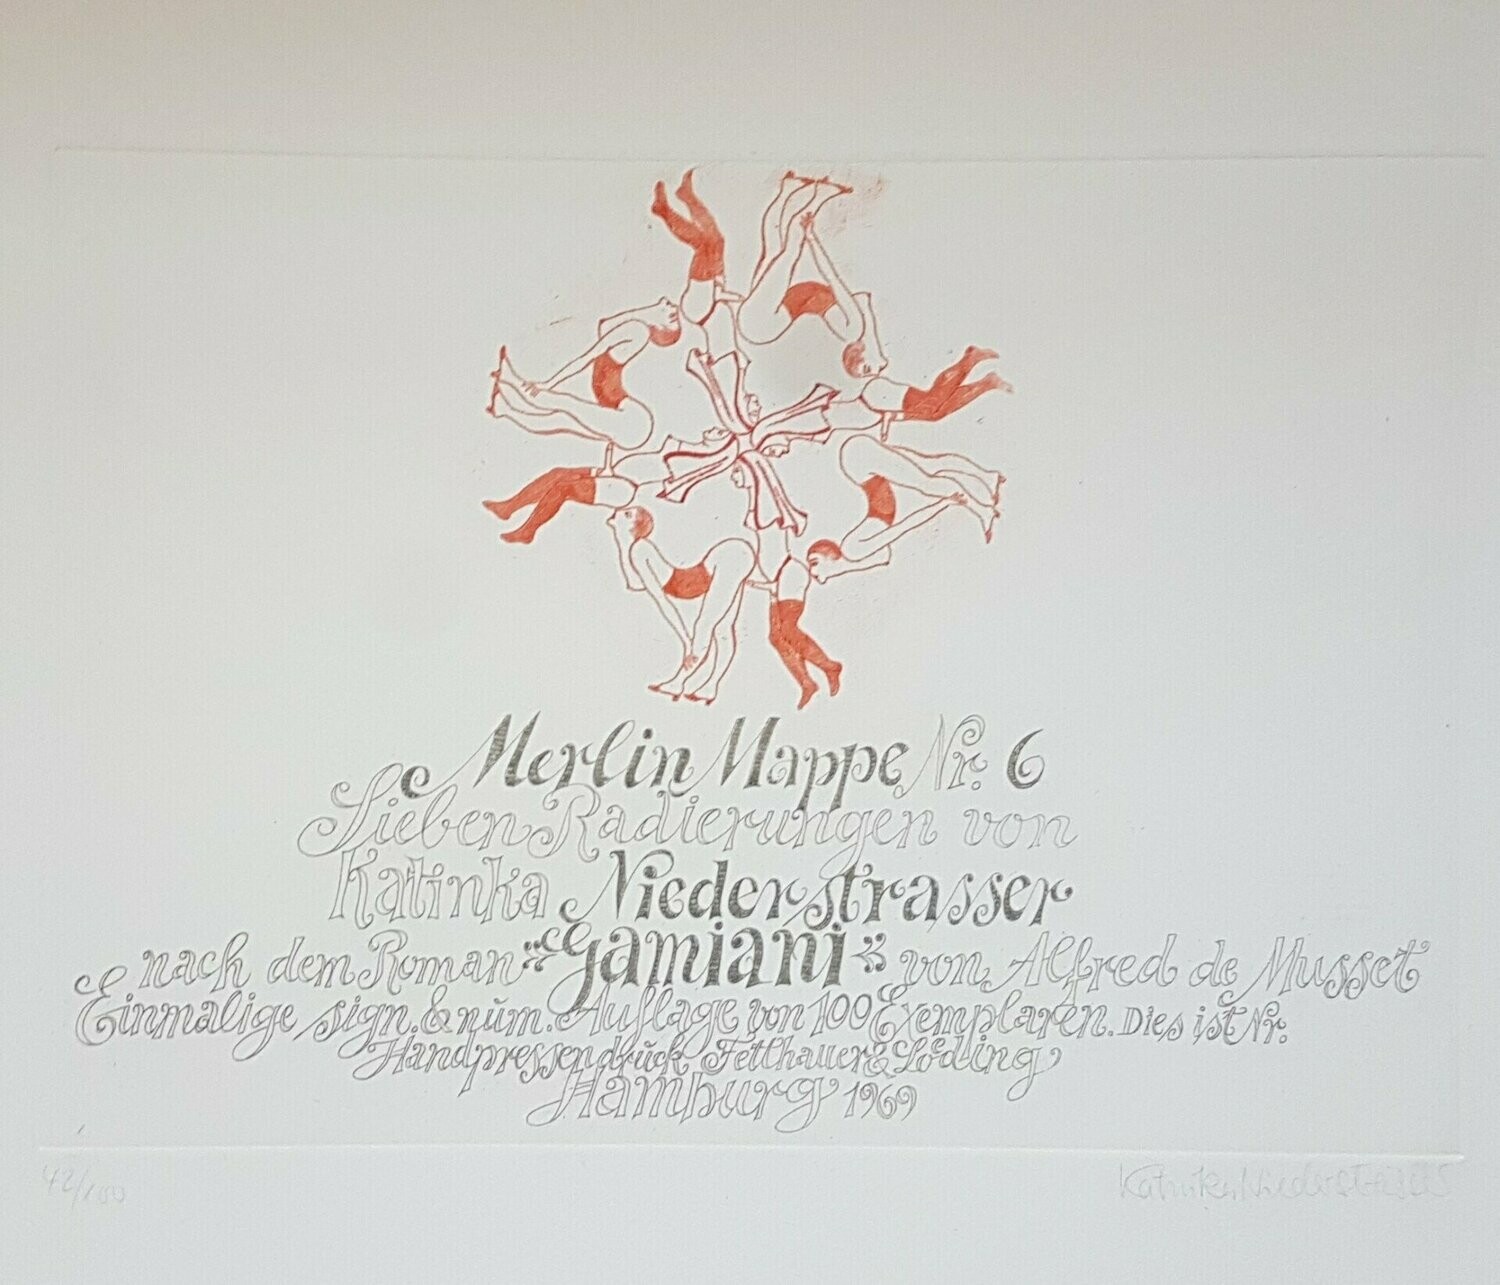 Merlin Mappe Nr. 6
Sieben Radierungen von
Katinka Niederstrasser
nach dem Roman "Gamiani" von Alfred de Musset
Einmalige sign. & num. Auflage von 100 Exemplaren. Dies ist Nr.
Handpressendruck Fetthauer & Löding
Hamburg 1969
42/100
Katinka Niederstrasser